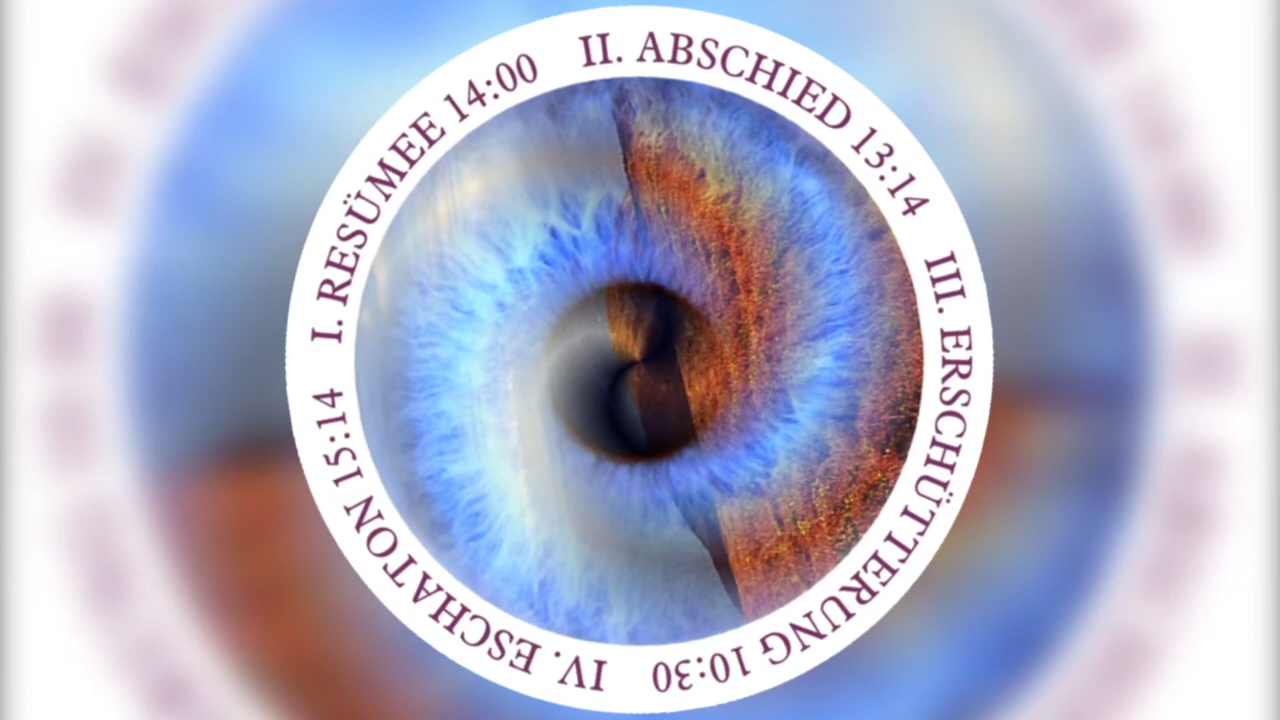 I. RESÜMEE 14:00
II. ABSCHIED 13:14
III. ERSCHÜTTERUNG 10:30
IV. ESCHATON 15:14